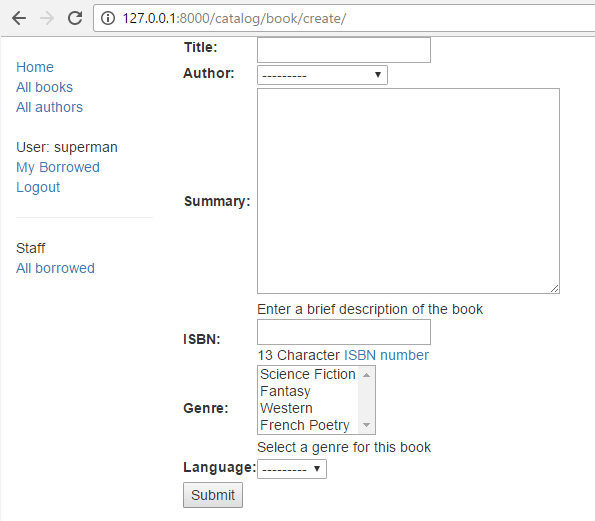 127.0.0.1:8000/catalog/book/create/
Home
All books
All authors
User: superman
My Borrowed
Logout
Staff
All borrowed
Title:
Author: ---------
Summary:
Enter a brief description of the book
ISBN:
13 Character ISBN number
Genre:
Science Fiction
Fantasy
Western
French Poetry
Select a genre for this book
Language: ---------
Submit